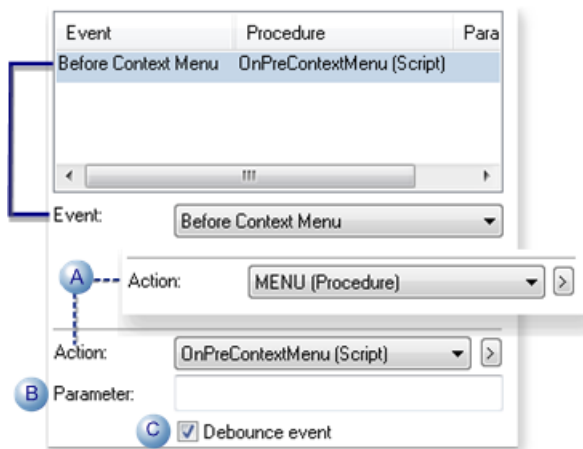 Event Procedure Para
Before Context Menu OnPreContextMenu (Script)
Event: Before Context Menu
A Action: MENU (Procedure) >
Action: OnPreContextMenu (Script) >
B Parameter:
C Debounce event